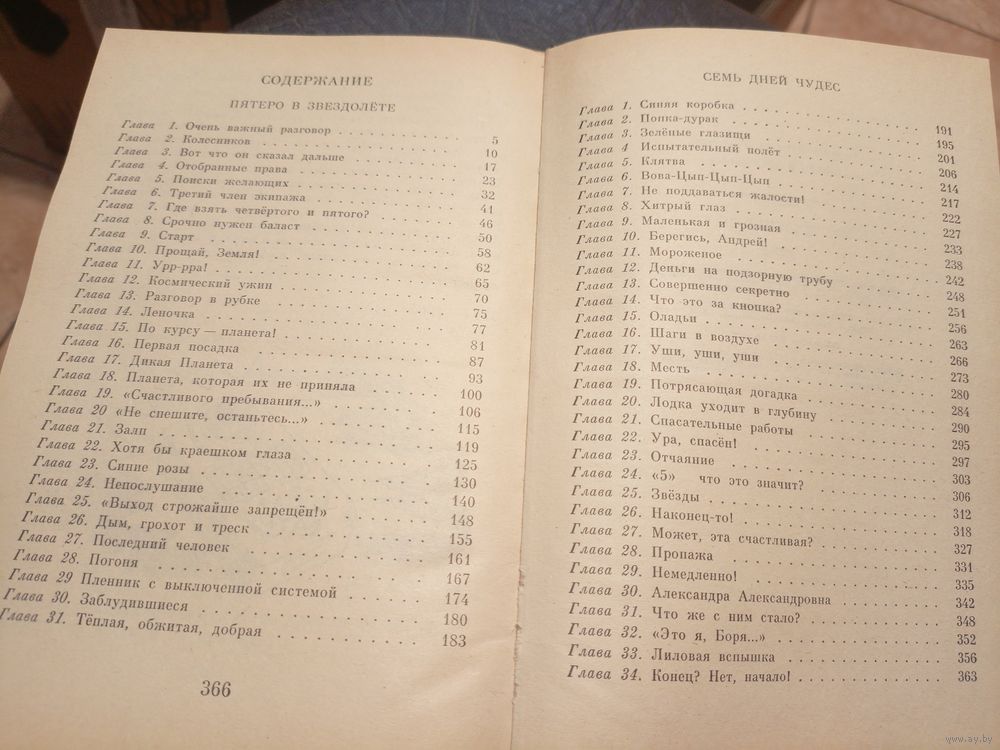 СОДЕРЖАНИЕ
ПЯТЕРО В ЗВЕЗДОЛЁТЕ
Глава 1. Очень важный разговор 5
Глава 2. Колесников 10
Глава 3. Вот что он сказал дальше 17
Глава 4. Отобранные права 23
Глава 5. Поиски желающих 32
Глава 6. Третий член экипажа 41
Глава 7. Где взять четвёртого и пятого? 46
Глава 8. Срочно нужен баласт 50
Глава 9. Старт 58
Глава 10. Прощай, Земля! 62
Глава 11. Урр-рра! 65
Глава 12. Космический ужин 70
Глава 13. Разговор в рубке 75
Глава 14. Леночка 77
Глава 15. По курсу — планета! 81
Глава 16. Первая посадка 87
Глава 17. Дикая Планета 93
Глава 18. Планета, которая их не приняла 100
Глава 19. «Счастливого пребывания...» 106
Глава 20 «Не спешите, останьтесь...» 115
Глава 21. Залп 119
Глава 22. Хотя бы краешком глаза 125
Глава 23. Синие розы 130
Глава 24. Непослушание 140
Глава 25. «Выход строжайше запрещён!» 148
Глава 26. Дым, грохот и треск 155
Глава 27. Последний человек 161
Глава 28. Погоня 167
Глава 29 Пленник с выключенной системой 174
Глава 30. Заблудившиеся 180
Глава 31. Тёплая, обжитая, добрая 183
366
СЕМЬ ДНЕЙ ЧУДЕС
Глава 1. Синяя коробка 191
Глава 2. Попка-дурак 195
Глава 3. Зелёные глазищи 201
Глава 4 Испытательный полёт 206
Глава 5. Клятва 214
Глава 6. Вова-Цып-Цып-Цып 217
Глава 7. Не поддаваться жалости! 222
Глава 8. Хитрый глаз 227
Глава 9. Маленькая и грозная 233
Глава 10. Берегись, Андрей! 238
Глава 11. Мороженое 242
Глава 12. Деньги на подзорную трубу 248
Глава 13. Совершенно секретно 251
Глава 14. Что это за кнопка? 256
Глава 15. Оладьи 263
Глава 16. Шаги в воздухе 266
Глава 17. Уши, уши, уши 273
Глава 18. Месть 280
Глава 19. Потрясающая догадка 284
Глава 20. Лодка уходит в глубину 290
Глава 21. Спасательные работы 295
Глава 22. Ура, спасён! 297
Глава 23. Отчаяние 303
Глава 24. «5» что это значит? 306
Глава 25. Звёзды 312
Глава 26. Наконец-то! 318
Глава 27. Может, эта счастливая? 327
Глава 28. Пропажа 331
Глава 29. Немедленно! 335
Глава 30. Александра Александровна 342
Глава 31. Что же с ним стало? 348
Глава 32. «Это я, Боря...» 352
Глава 33. Лиловая вспышка 356
Глава 34. Конец? Нет, начало! 363
www.ay.by